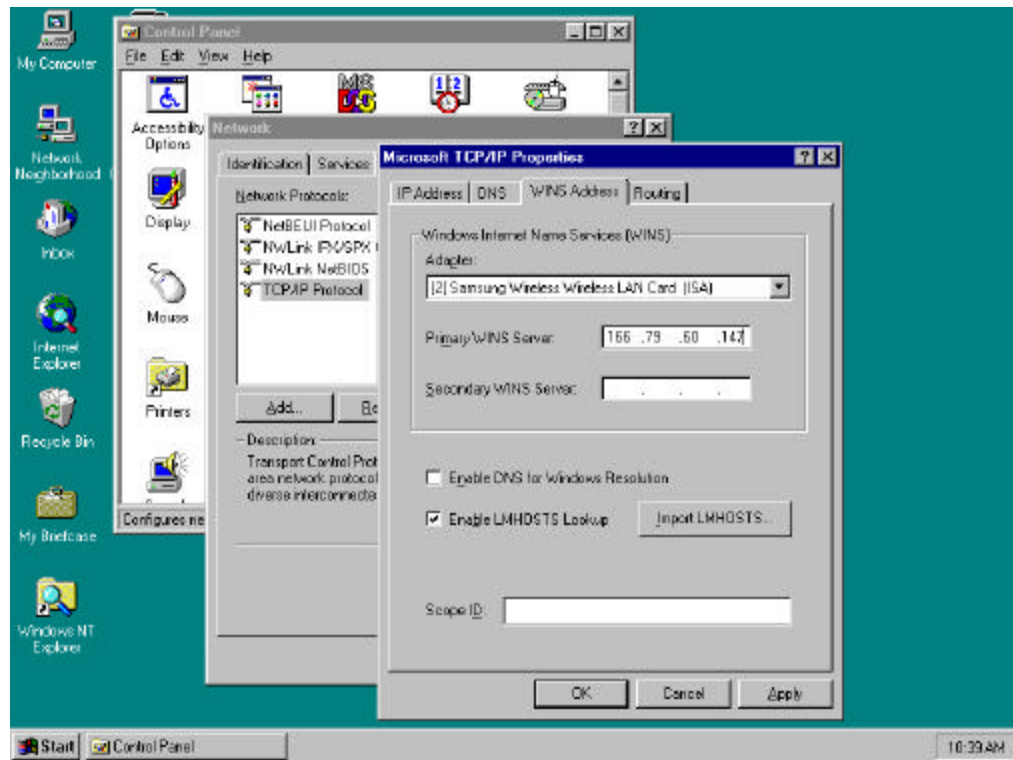 My Computer
Network Neighborhood
Inbox
Internet Explorer
Recycle Bin
My Briefcase
Windows NT Explorer
Control Panel
File Edit View Help
Accessibility Options
Display
Mouse
Printers
Configures ne
Network
Identification Services
Network Protocols:
NetBEUI Protocol
NWLink IPX/SPX
NWLink NetBIOS
TCP/IP Protocol
Add...
Re
Description:
Transport Control Prot
area network protocol
diverse interconnecte
Microsoft TCP/IP Properties
IP Address DNS WINS Address Routing
Windows Internet Name Services (WINS)
Adapter:
[2] Samsung Wireless Wireless LAN Card (ISA)
Primary WINS Server: 166 .79 .60 .147
Secondary WINS Server: . . .
Enable DNS for Windows Resolution
Enable LMHOSTS Lookup Import LMHOSTS...
Scope ID:
OK Cancel Apply
Start Control Panel 10:39 AM